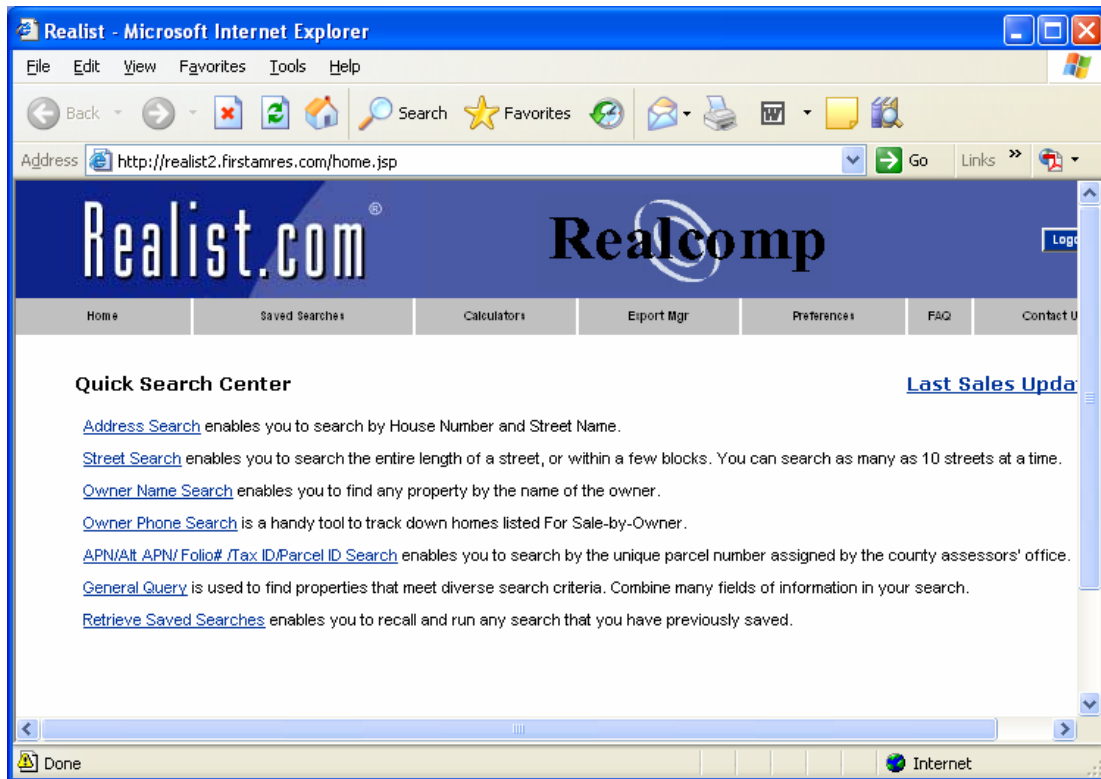 Realist - Microsoft Internet Explorer
File Edit View Favorites Tools Help
Back Search Favorites
Address http://realist2.firstamres.com/home.jsp Go Links »
Realist.com® Realcomp Logo
Home Saved Searches Calculators Export Mgr Preferences FAQ Contact U
Quick Search Center Last Sales Upda
Address Search enables you to search by House Number and Street Name.
Street Search enables you to search the entire length of a street, or within a few blocks. You can search as many as 10 streets at a time.
Owner Name Search enables you to find any property by the name of the owner.
Owner Phone Search is a handy tool to track down homes listed For Sale-by-Owner.
APN/Alt APN/ Folio# /Tax ID/Parcel ID Search enables you to search by the unique parcel number assigned by the county assessors' office.
General Query is used to find properties that meet diverse search criteria. Combine many fields of information in your search.
Retrieve Saved Searches enables you to recall and run any search that you have previously saved.
Done Internet